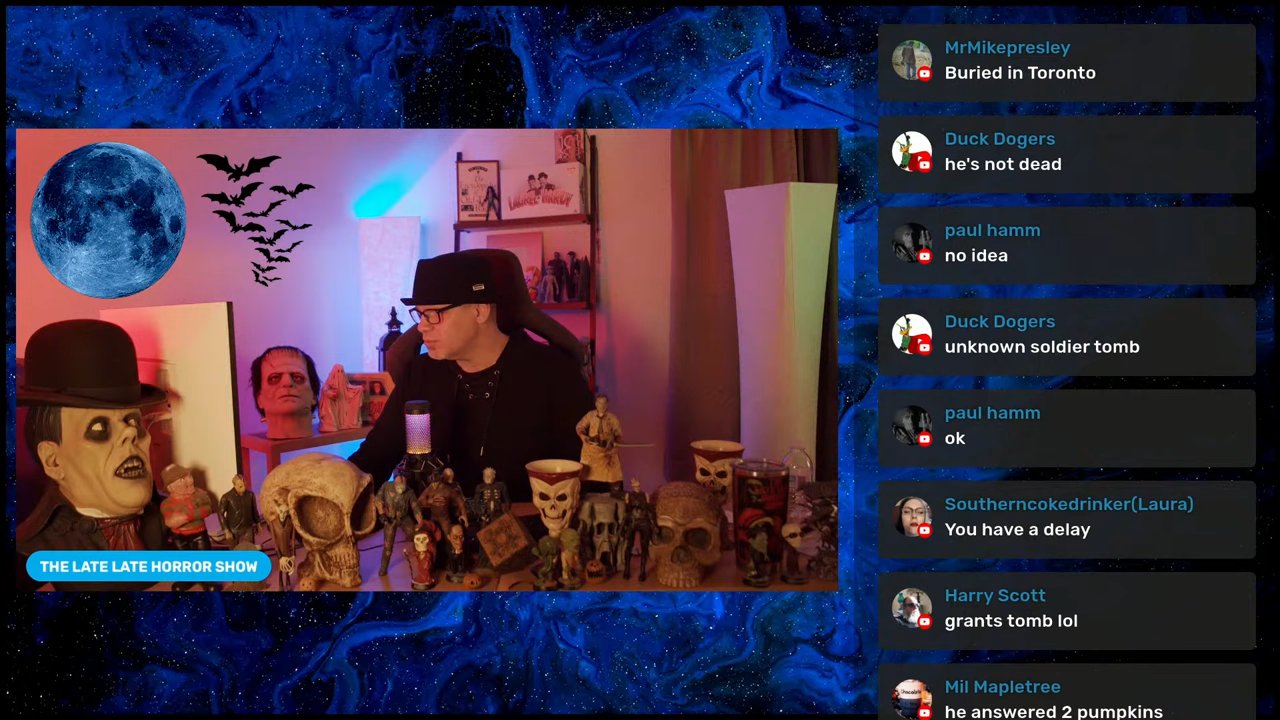 MrMikepresley
Buried in Toronto
Duck Dogers
he's not dead
paul hamm
no idea
Duck Dogers
unknown soldier tomb
paul hamm
ok
Southerncokedrinker(Laura)
You have a delay
Harry Scott
grants tomb lol
Mil Mapletree
he answered 2 pumpkins
LAUREL HARDY
THE LATE LATE HORROR SHOW